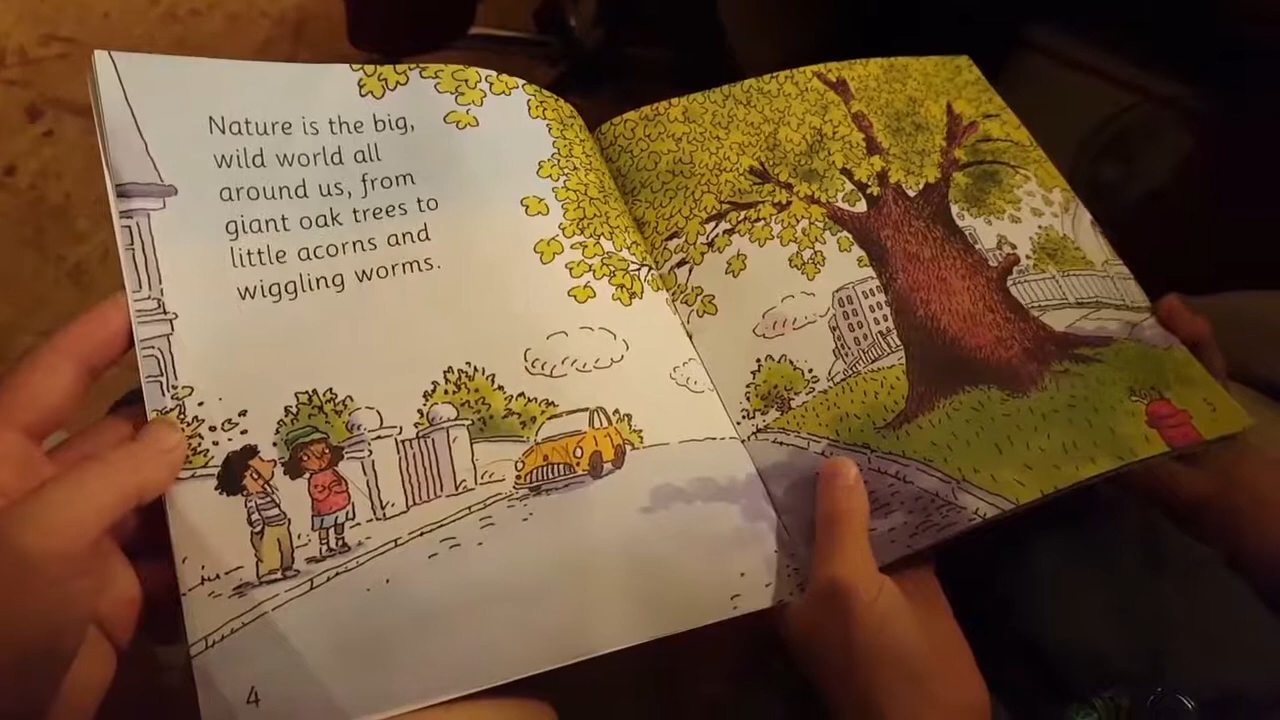 Nature is the big,
wild world all
around us, from
giant oak trees to
little acorns and
wiggling worms.
4
5